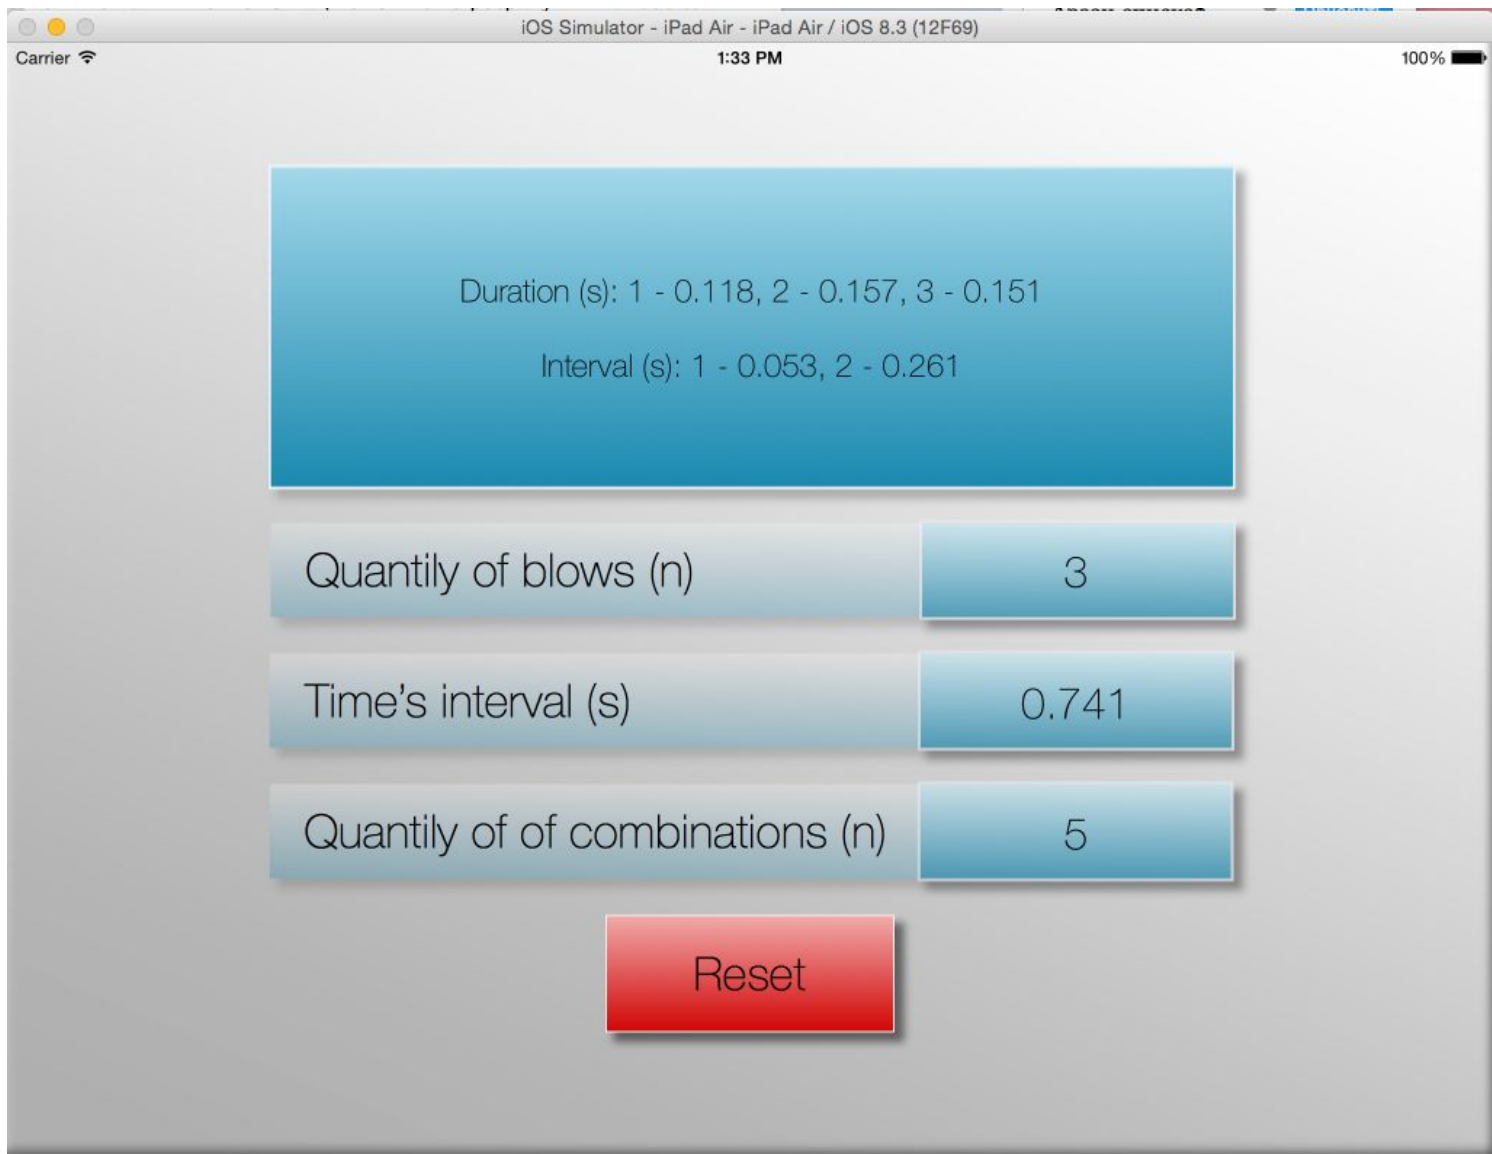 iOS Simulator - iPad Air - iPad Air / iOS 8.3 (12F69)
Carrier 1:33 PM 100%
Duration (s): 1 - 0.118, 2 - 0.157, 3 - 0.151
Interval (s): 1 - 0.053, 2 - 0.261
Quantily of blows (n) 3
Time's interval (s) 0.741
Quantily of of combinations (n) 5
Reset